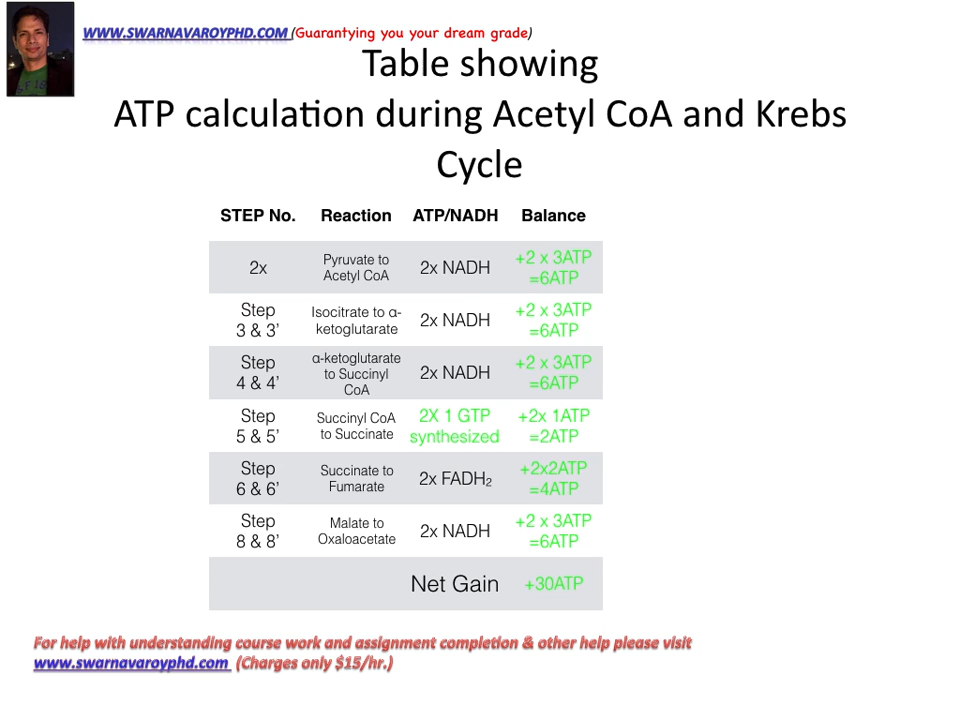 WWW.SWARNAVAROYPHD.COM (Guarantying you your dream grade)
Table showing
ATP calculation during Acetyl CoA and Krebs
Cycle
STEP No. Reaction ATP/NADH Balance
2x Pyruvate to Acetyl CoA 2x NADH +2 x 3ATP =6ATP
Step 3 & 3’ Isocitrate to α-ketoglutarate 2x NADH +2 x 3ATP =6ATP
Step 4 & 4’ α-ketoglutarate to Succinyl CoA 2x NADH +2 x 3ATP =6ATP
Step 5 & 5’ Succinyl CoA to Succinate 2X 1 GTP synthesized +2x 1ATP =2ATP
Step 6 & 6’ Succinate to Fumarate 2x FADH₂ +2x2ATP =4ATP
Step 8 & 8’ Malate to Oxaloacetate 2x NADH +2 x 3ATP =6ATP
Net Gain +30ATP
For help with understanding course work and assignment completion & other help please visit
www.swarnavaroyphd.com (Charges only $15/hr.)